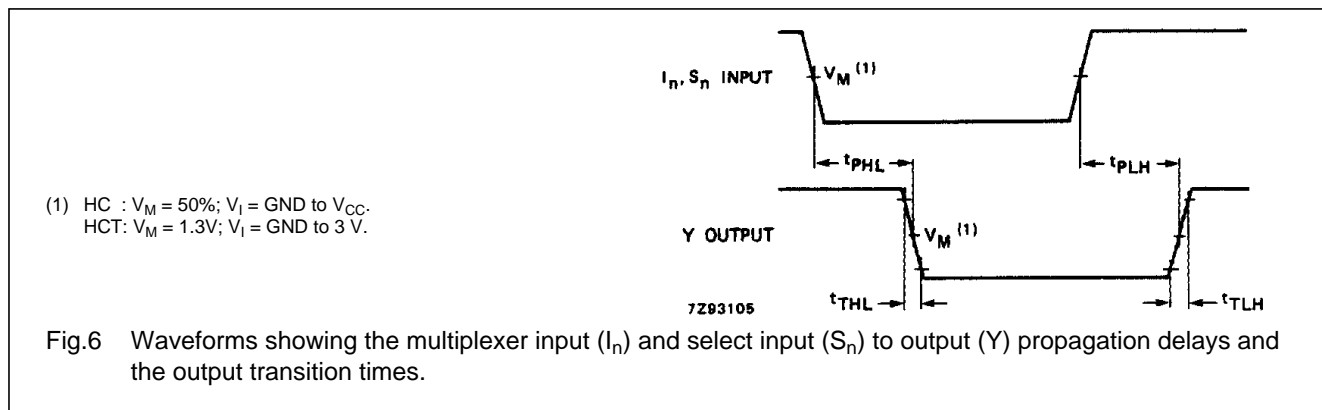 I_n, S_n INPUT
V_M (1)
t_PHL
t_PLH
(1) HC : V_M = 50%; V_I = GND to V_CC.
HCT: V_M = 1.3V; V_I = GND to 3 V.
Y OUTPUT
V_M (1)
t_THL
t_TLH
7Z93105
Fig.6 Waveforms showing the multiplexer input (I_n) and select input (S_n) to output (Y) propagation delays and
the output transition times.